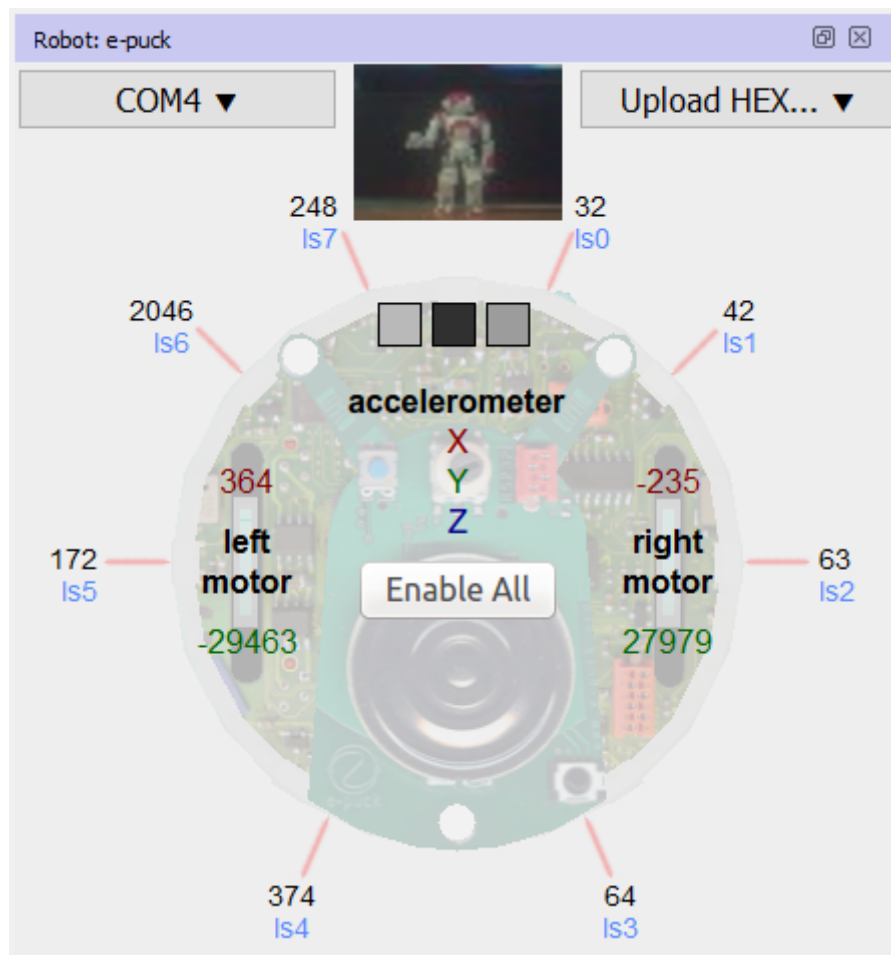 Robot: e-puck
COM4 ▼
Upload HEX... ▼
248
ls7
32
ls0
2046
ls6
42
ls1
accelerometer
X
Y
Z
364
-235
left
motor
right
motor
172
ls5
63
ls2
Enable All
-29463
27979
e-puck
374
ls4
64
ls3